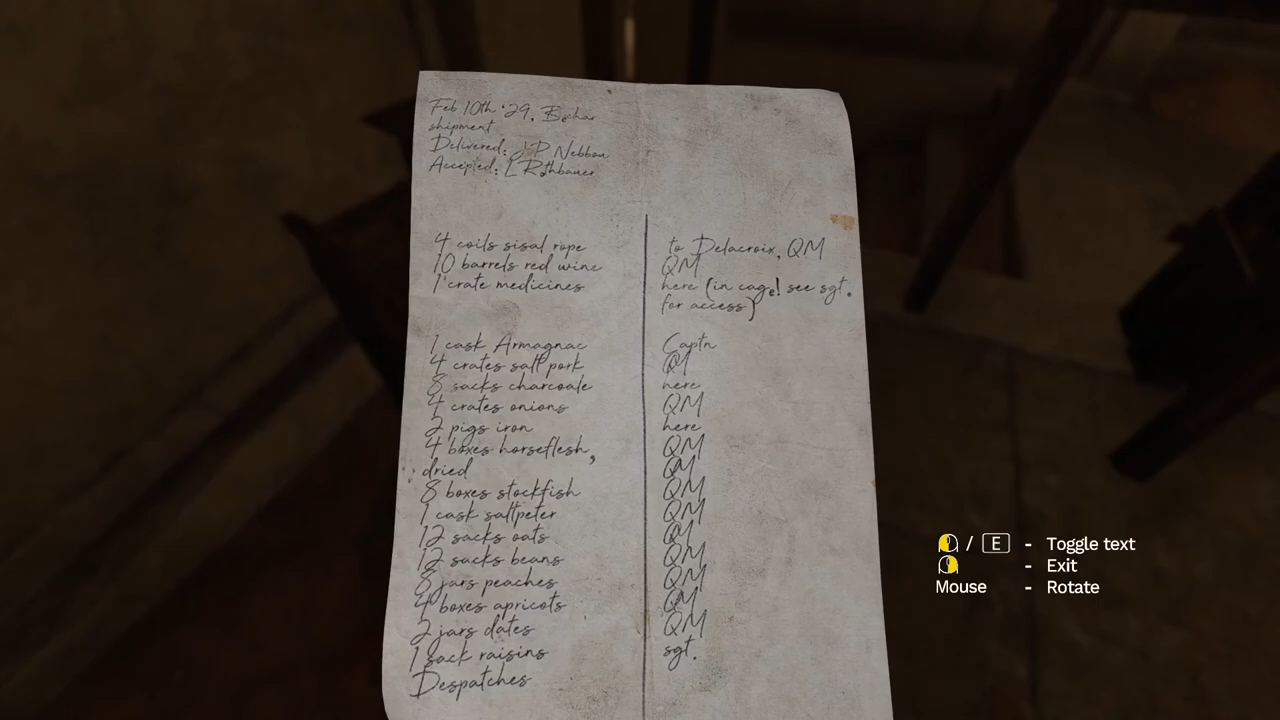 Feb 10th '29, Bechar
shipment
Delivered: J P Nebbou
Accepted: L Rothbauer
4 coils sisal rope to Delacroix, QM
10 barrels red wine QM
1 crate medicines here (in cage! see sgt.
for access)
1 cask Armagnac Captn
4 crates salt pork QM
8 sacks charcoale here
4 crates onions QM
2 pigs iron here
4 boxes horseflesh, QM
dried QM
8 boxes stockfish QM
1 cask saltpeter QM
12 sacks oats QM
12 sacks beans QM
8 jars peaches QM
4 boxes apricots QM
2 jars dates QM
1 sack raisins sgt.
Despatches
/ E - Toggle text
- Exit
Mouse - Rotate